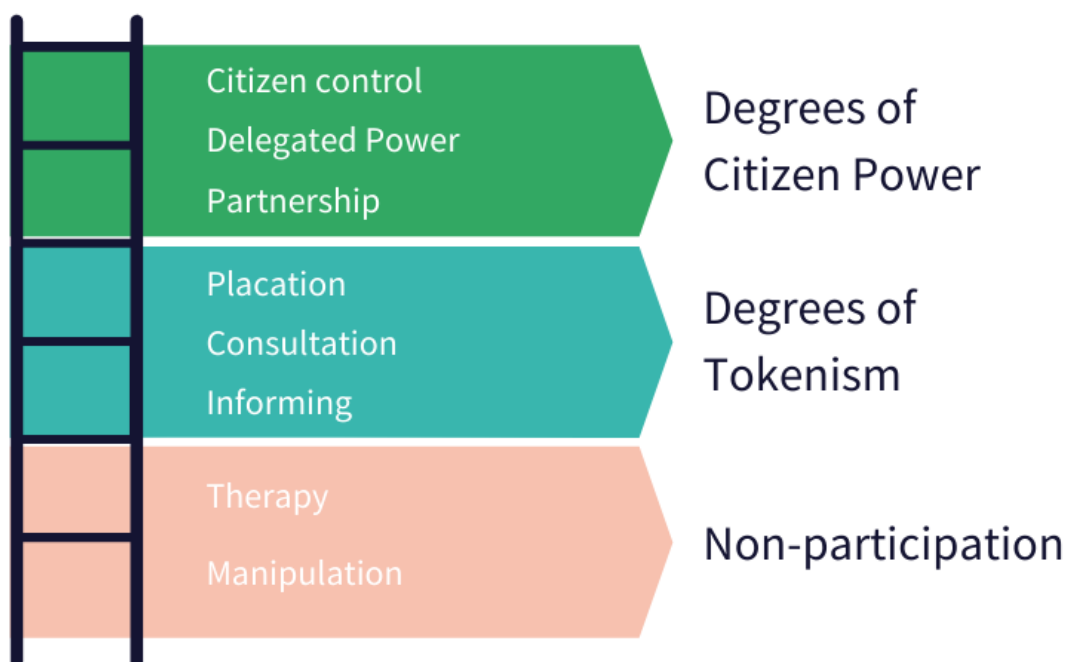 Citizen control
Delegated Power
Partnership
Degrees of
Citizen Power
Placation
Consultation
Informing
Degrees of
Tokenism
Therapy
Manipulation
Non-participation